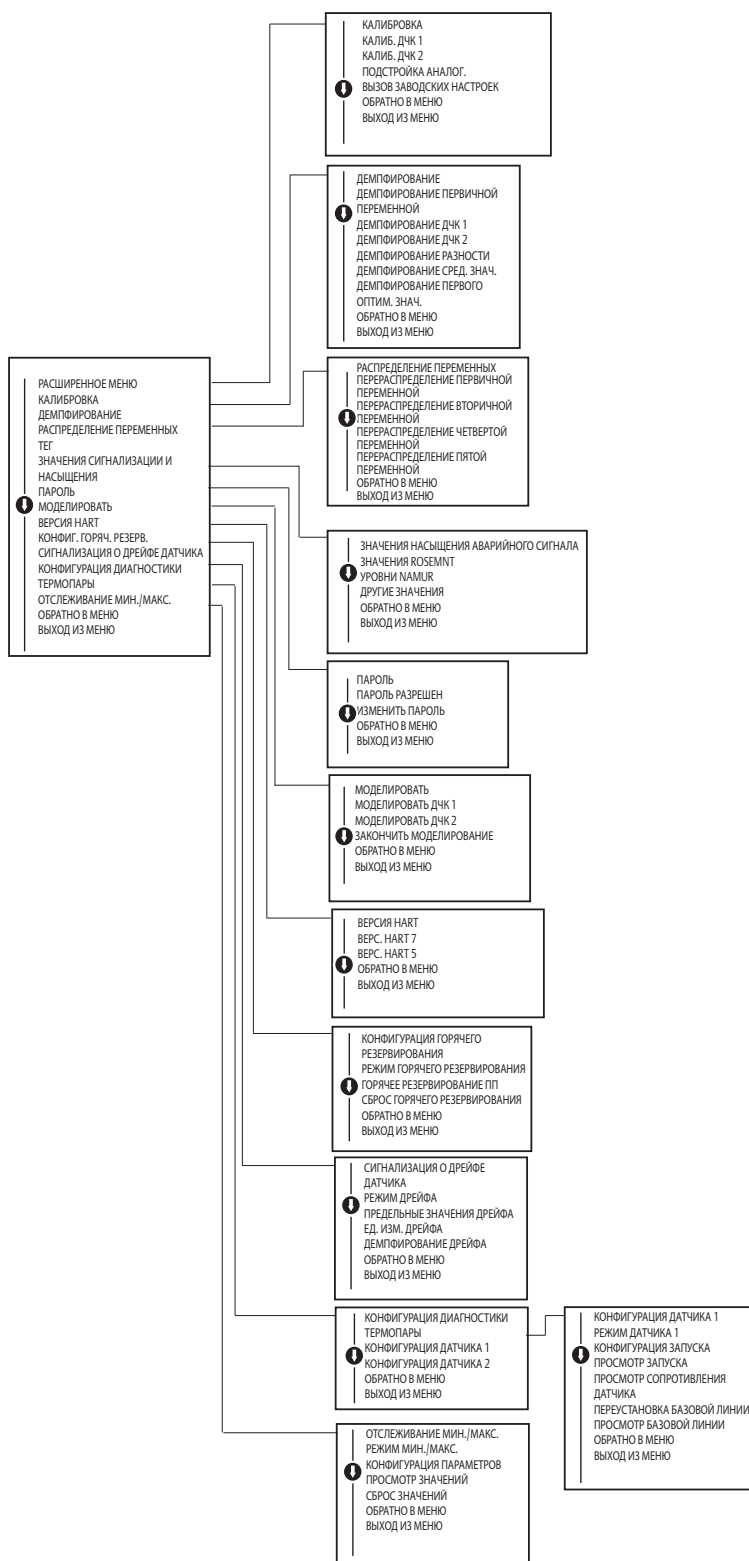 КАЛИБРОВКА
КАЛИБ. ДЧК 1
КАЛИБ. ДЧК 2
ПОДСТРОЙКА АНАЛОГ.
ВЫЗОВ ЗАВОДСКИХ НАСТРОЕК
ОБРАТНО В МЕНЮ
ВЫХОД ИЗ МЕНЮ
ДЕМПФИРОВАНИЕ
ДЕМПФИРОВАНИЕ ПЕРВИЧНОЙ
ПЕРЕМЕННОЙ
ДЕМПФИРОВАНИЕ ДЧК 1
ДЕМПФИРОВАНИЕ ДЧК 2
ДЕМПФИРОВАНИЕ РАЗНОСТИ
ДЕМПФИРОВАНИЕ СРЕД. ЗНАЧ.
ДЕМПФИРОВАНИЕ ПЕРВОГО
ОПТИМ. ЗНАЧ.
ОБРАТНО В МЕНЮ
ВЫХОД ИЗ МЕНЮ
РАСШИРЕННОЕ МЕНЮ
КАЛИБРОВКА
ДЕМПФИРОВАНИЕ
РАСПРЕДЕЛЕНИЕ ПЕРЕМЕННЫХ
ТЕГ
ЗНАЧЕНИЯ СИГНАЛИЗАЦИИ И
НАСЫЩЕНИЯ
ПАРОЛЬ
МОДЕЛИРОВАТЬ
ВЕРСИЯ HART
КОНФИГ. ГОРЯЧ. РЕЗЕРВ.
СИГНАЛИЗАЦИЯ О ДРЕЙФЕ ДАТЧИКА
КОНФИГУРАЦИЯ ДИАГНОСТИКИ
ТЕРМОПАРЫ
ОТСЛЕЖИВАНИЕ МИН./МАКС.
ОБРАТНО В МЕНЮ
ВЫХОД ИЗ МЕНЮ
РАСПРЕДЕЛЕНИЕ ПЕРЕМЕННЫХ
ПЕРЕРАСПРЕДЕЛЕНИЕ ПЕРВИЧНОЙ
ПЕРЕМЕННОЙ
ПЕРЕРАСПРЕДЕЛЕНИЕ ВТОРИЧНОЙ
ПЕРЕМЕННОЙ
ПЕРЕРАСПРЕДЕЛЕНИЕ ЧЕТВЕРТОЙ
ПЕРЕМЕННОЙ
ПЕРЕРАСПРЕДЕЛЕНИЕ ПЯТОЙ
ПЕРЕМЕННОЙ
ОБРАТНО В МЕНЮ
ВЫХОД ИЗ МЕНЮ
ЗНАЧЕНИЯ НАСЫЩЕНИЯ АВАРИЙНОГО СИГНАЛА
ЗНАЧЕНИЯ ROSEMNT
УРОВНИ NAMUR
ДРУГИЕ ЗНАЧЕНИЯ
ОБРАТНО В МЕНЮ
ВЫХОД ИЗ МЕНЮ
ПАРОЛЬ
ПАРОЛЬ РАЗРЕШЕН
ИЗМЕНИТЬ ПАРОЛЬ
ОБРАТНО В МЕНЮ
ВЫХОД ИЗ МЕНЮ
МОДЕЛИРОВАТЬ
МОДЕЛИРОВАТЬ ДЧК 1
МОДЕЛИРОВАТЬ ДЧК 2
ЗАКОНЧИТЬ МОДЕЛИРОВАНИЕ
ОБРАТНО В МЕНЮ
ВЫХОД ИЗ МЕНЮ
ВЕРСИЯ HART
ВЕРС. HART 7
ВЕРС. HART 5
ОБРАТНО В МЕНЮ
ВЫХОД ИЗ МЕНЮ
КОНФИГУРАЦИЯ ГОРЯЧЕГО
РЕЗЕРВИРОВАНИЯ
РЕЖИМ ГОРЯЧЕГО РЕЗЕРВИРОВАНИЯ
ГОРЯЧЕЕ РЕЗЕРВИРОВАНИЕ ПП
СБРОС ГОРЯЧЕГО РЕЗЕРВИРОВАНИЯ
ОБРАТНО В МЕНЮ
ВЫХОД ИЗ МЕНЮ
СИГНАЛИЗАЦИЯ О ДРЕЙФЕ
ДАТЧИКА
РЕЖИМ ДРЕЙФА
ПРЕДЕЛЬНЫЕ ЗНАЧЕНИЯ ДРЕЙФА
ЕД. ИЗМ. ДРЕЙФА
ДЕМПФИРОВАНИЕ ДРЕЙФА
ОБРАТНО В МЕНЮ
ВЫХОД ИЗ МЕНЮ
КОНФИГУРАЦИЯ ДИАГНОСТИКИ
ТЕРМОПАРЫ
КОНФИГУРАЦИЯ ДАТЧИКА 1
КОНФИГУРАЦИЯ ДАТЧИКА 2
ОБРАТНО В МЕНЮ
ВЫХОД ИЗ МЕНЮ
КОНФИГУРАЦИЯ ДАТЧИКА 1
РЕЖИМ ДАТЧИКА 1
КОНФИГУРАЦИЯ ЗАПУСКА
ПРОСМОТР ЗАПУСКА
ПРОСМОТР СОПРОТИВЛЕНИЯ
ДАТЧИКА
ПЕРЕУСТАНОВКА БАЗОВОЙ ЛИНИИ
ПРОСМОТР БАЗОВОЙ ЛИНИИ
ОБРАТНО В МЕНЮ
ВЫХОД ИЗ МЕНЮ
ОТСЛЕЖИВАНИЕ МИН./МАКС.
РЕЖИМ МИН./МАКС.
КОНФИГУРАЦИЯ ПАРАМЕТРОВ
ПРОСМОТР ЗНАЧЕНИЙ
СБРОС ЗНАЧЕНИЙ
ОБРАТНО В МЕНЮ
ВЫХОД ИЗ МЕНЮ